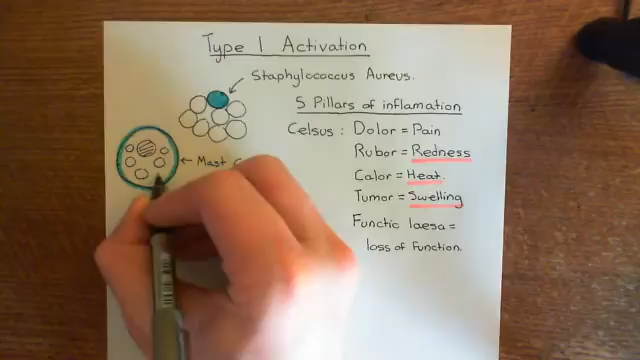 Type 1 Activation
Staphylococcus Aureus.
5 Pillars of inflamation
Celsus : Dolor = Pain
Rubor = Redness
Calor = Heat.
Tumor = Swelling
Functic laesa =
loss of Function.
← Mast